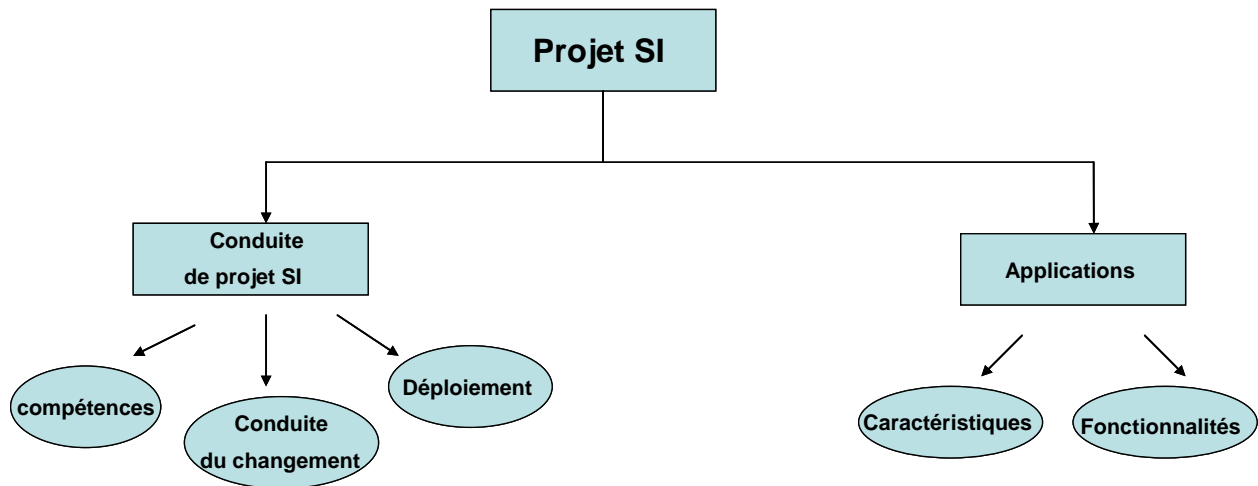 Projet SI
Conduite
de projet SI
Applications
compétences
Conduite
du changement
Déploiement
Caractéristiques
Fonctionnalités